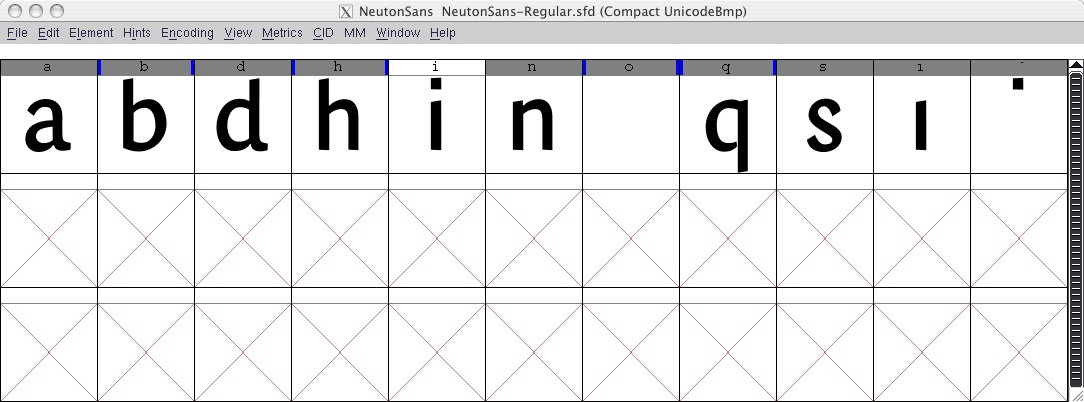 NeutonSans  NeutonSans-Regular.sfd (Compact UnicodeBmp)
File Edit Element Hints Encoding View Metrics CID MM Window Help
a b d h i n o q s ı ˙
a b d h i n q s ı ˙